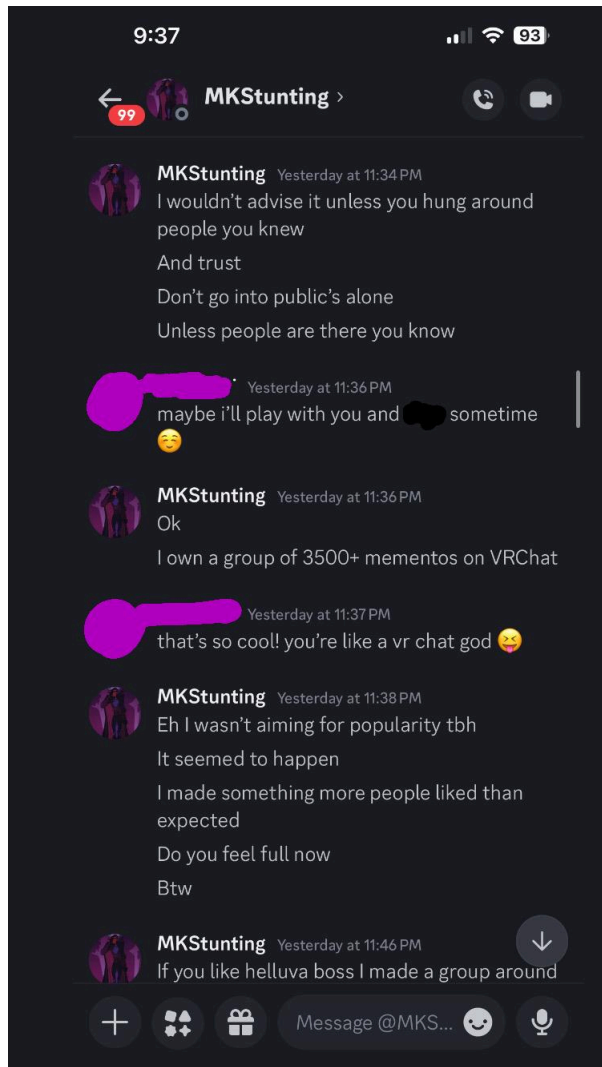 9:37
93
99
MKStunting
MKStunting Yesterday at 11:34 PM
I wouldn't advise it unless you hung around
people you knew
And trust
Don't go into public's alone
Unless people are there you know
Yesterday at 11:36 PM
maybe i'll play with you and sometime
☺️
MKStunting Yesterday at 11:36 PM
Ok
I own a group of 3500+ mementos on VRChat
Yesterday at 11:37 PM
that's so cool! you're like a vr chat god 😝
MKStunting Yesterday at 11:38 PM
Eh I wasn't aiming for popularity tbh
It seemed to happen
I made something more people liked than
expected
Do you feel full now
Btw
MKStunting Yesterday at 11:46 PM
If you like helluva boss I made a group around
Message @MKS...